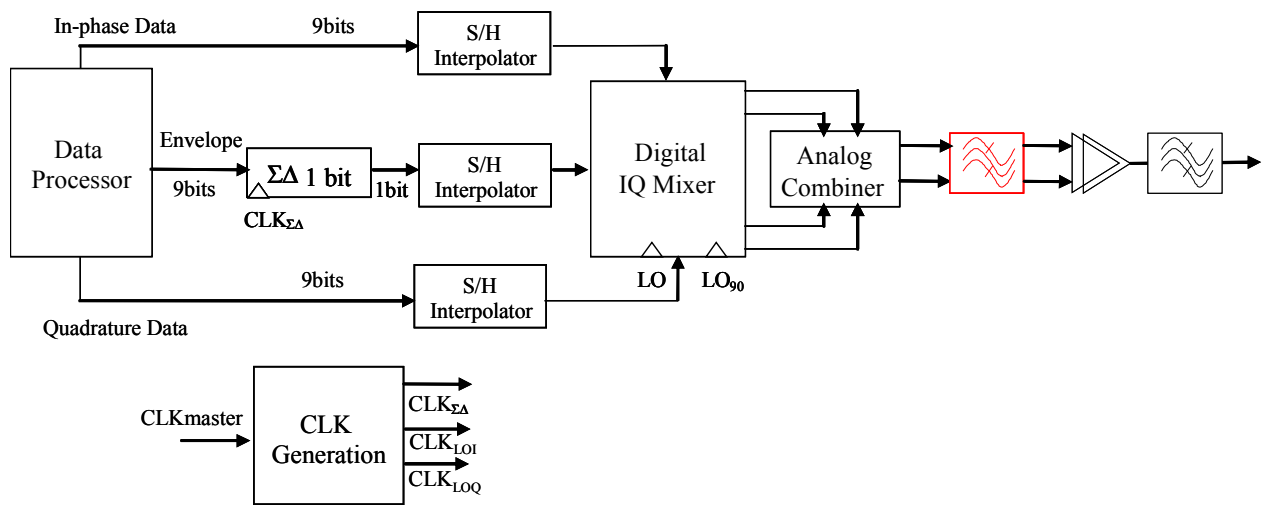 In-phase Data
9bits
S/H
Interpolator
Data
Processor
Envelope
9bits
ΣΔ 1 bit
CLKΣΔ
1bit
S/H
Interpolator
Digital
IQ Mixer
LO
LO90
Analog
Combiner
9bits
S/H
Interpolator
Quadrature Data
CLKmaster
CLK
Generation
CLKΣΔ
CLKLOI
CLKLOQ